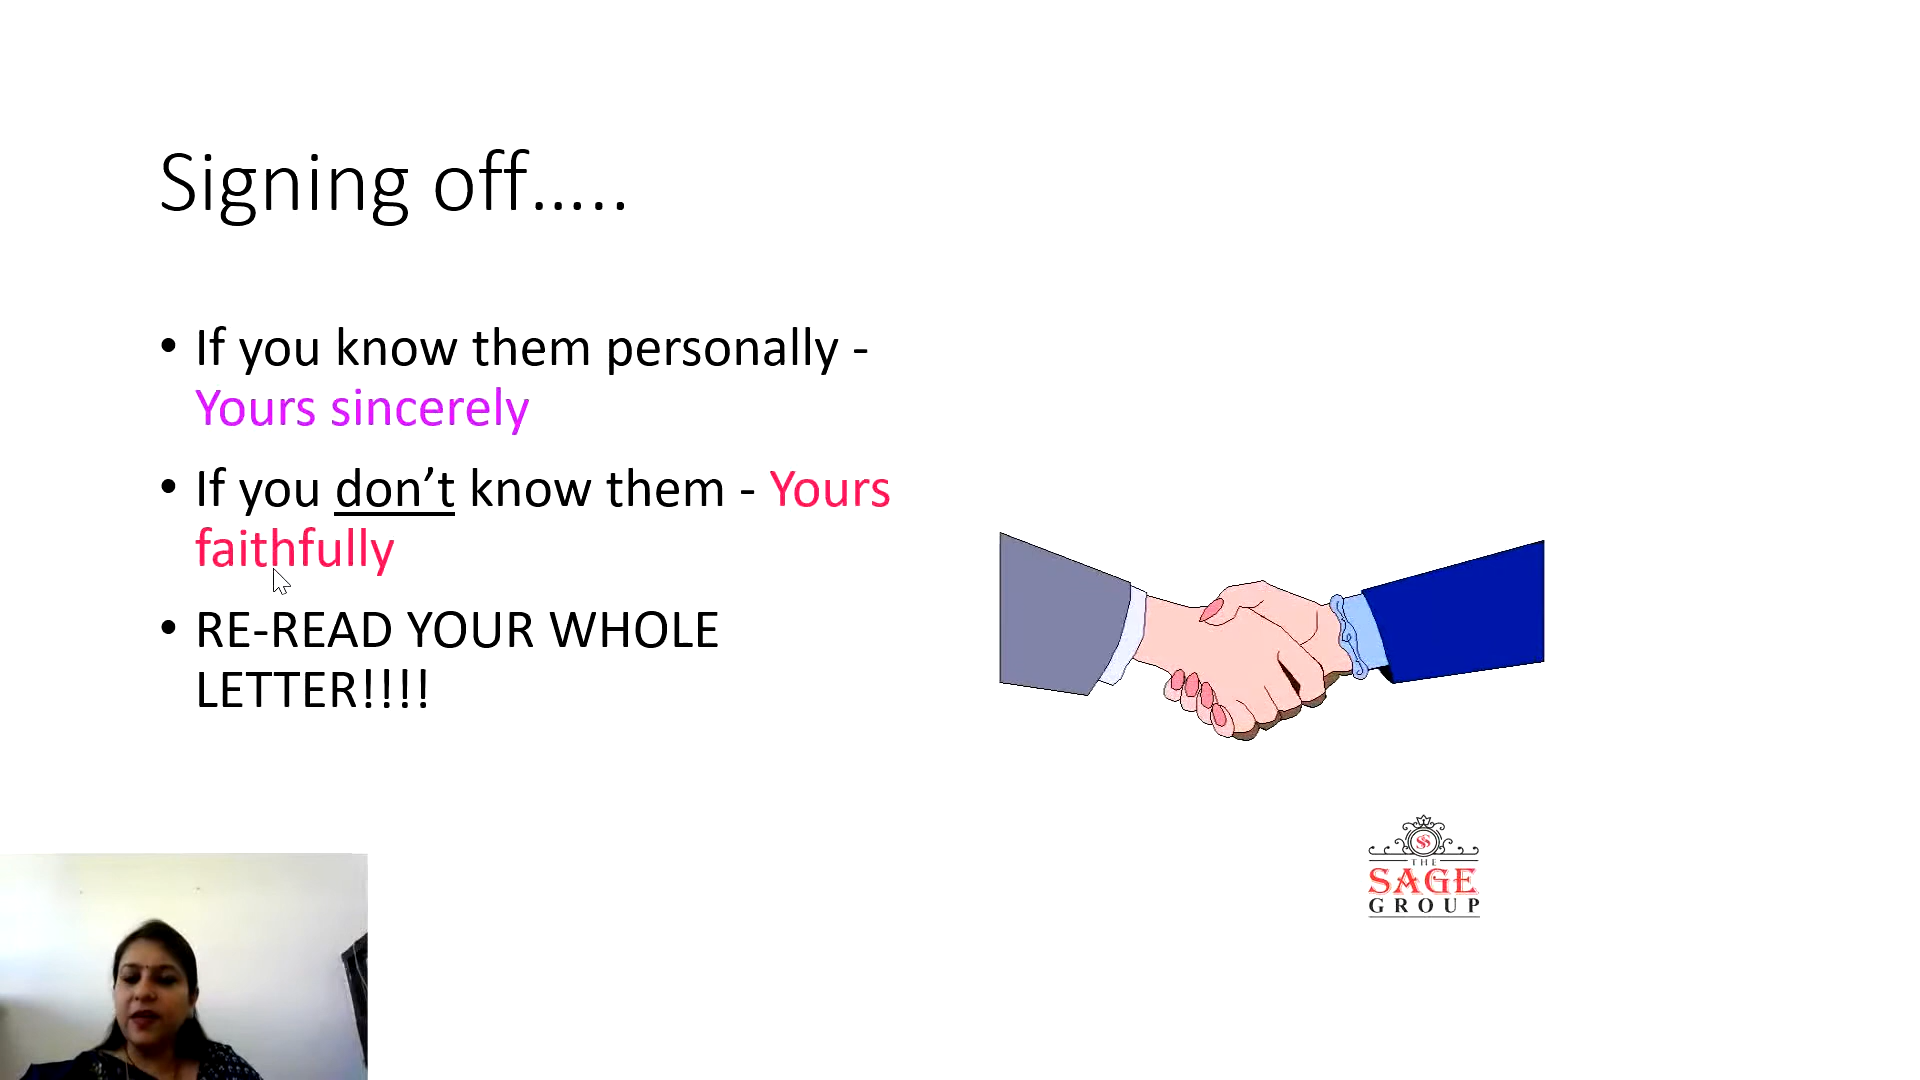 Signing off.....
• If you know them personally -
Yours sincerely
• If you don’t know them - Yours
faithfully
• RE-READ YOUR WHOLE
LETTER!!!!
THE
SAGE
GROUP